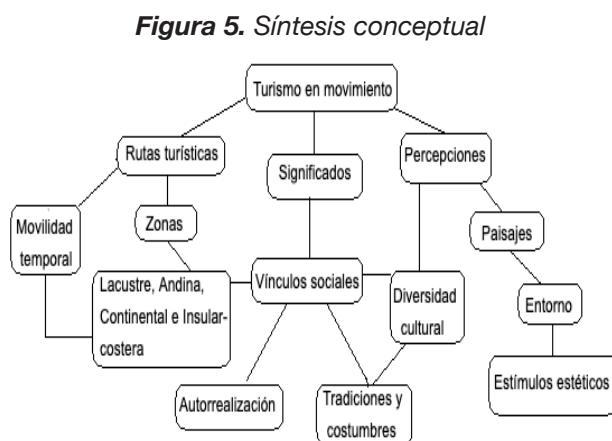 Figura 5. Síntesis conceptual
Turismo en movimiento
Rutas turísticas
Significados
Percepciones
Movilidad
temporal
Zonas
Paisajes
Lacustre, Andina,
Continental e Insular-
costera
Vínculos sociales
Diversidad
cultural
Entorno
Autorrealización
Tradiciones y
costumbres
Estímulos estéticos